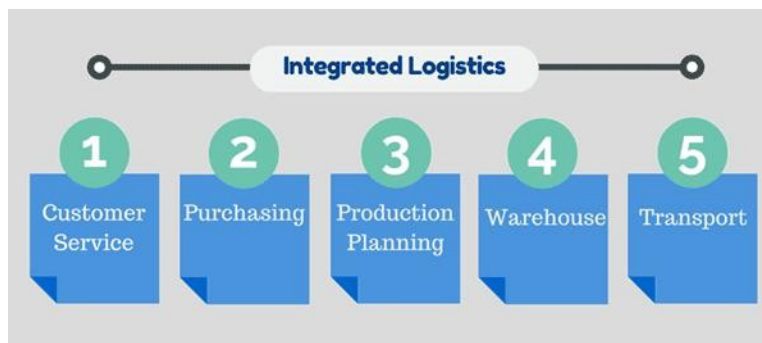 Integrated Logistics
1
2
3
4
5
Customer
Service
Purchasing
Production
Planning
Warehouse
Transport